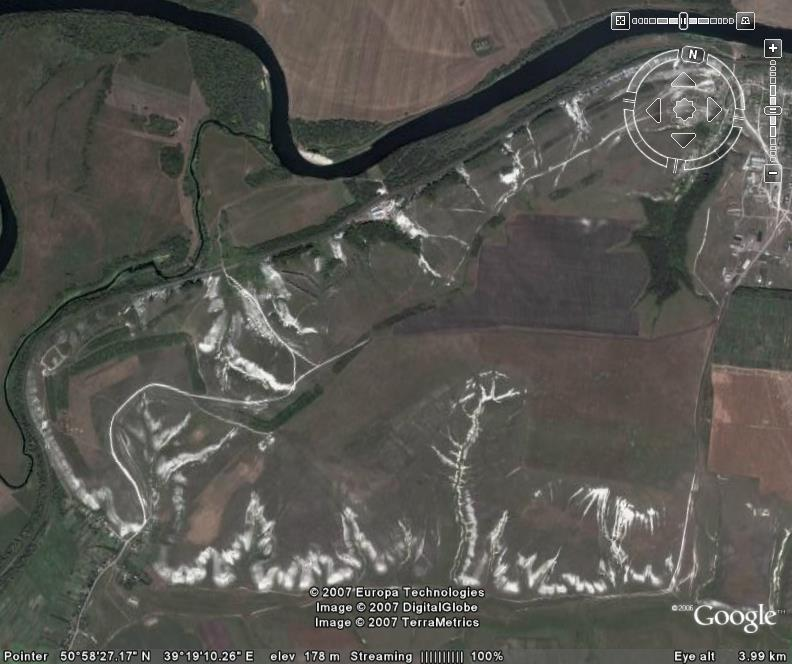 N
© 2007 Europa Technologies
Image © 2007 DigitalGlobe
Image © 2007 TerraMetrics
© 2006 Google™
Pointer 50°58'27.17" N 39°19'10.26" E elev 178 m Streaming |||||||||| 100% Eye alt 3.99 km